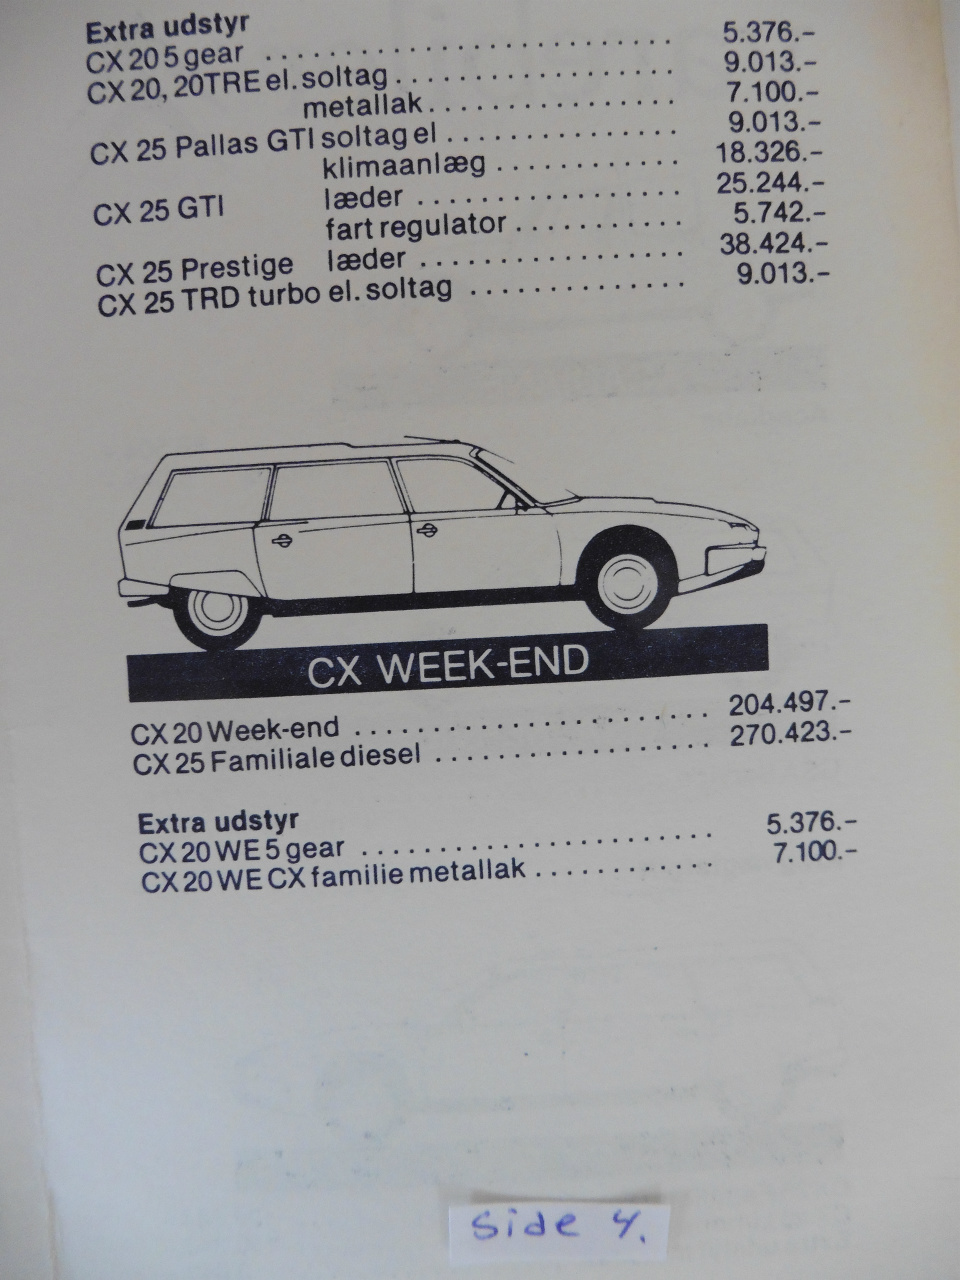 Extra udstyr
CX 20 5 gear ........................... 5.376.-
CX 20, 20TRE el. soltag .................. 9.013.-
metallak ................ 7.100.-
CX 25 Pallas GTI soltag el ............... 9.013.-
klimaanlæg ............ 18.326.-
CX 25 GTI læder .................. 25.244.-
fart regulator ........... 5.742.-
CX 25 Prestige læder .................. 38.424.-
CX 25 TRD turbo el. soltag .............. 9.013.-
CX WEEK-END
CX 20 Week-end ....................... 204.497.-
CX 25 Familiale diesel .................. 270.423.-
Extra udstyr
CX 20 WE 5 gear ....................... 5.376.-
CX 20 WE CX familie metallak ........... 7.100.-
Side 4.